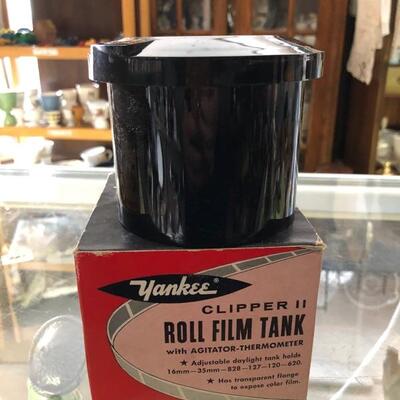 Yankee®
CLIPPER II
ROLL FILM TANK
with AGITATOR-THERMOMETER
★ Adjustable daylight tank holds
16mm—35mm—828—127—120—620.
★ Has transparent flange
to expose color film.